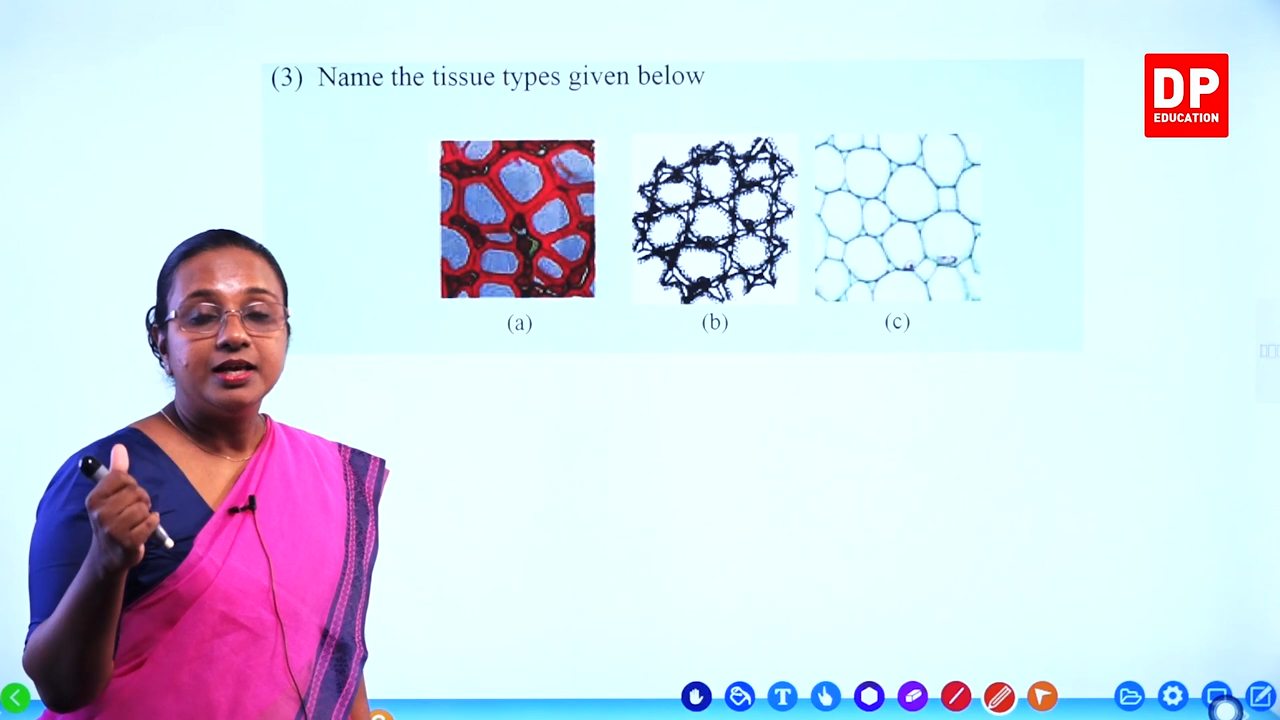 (3) Name the tissue types given below
DP
EDUCATION
(a)
(b)
(c)
T